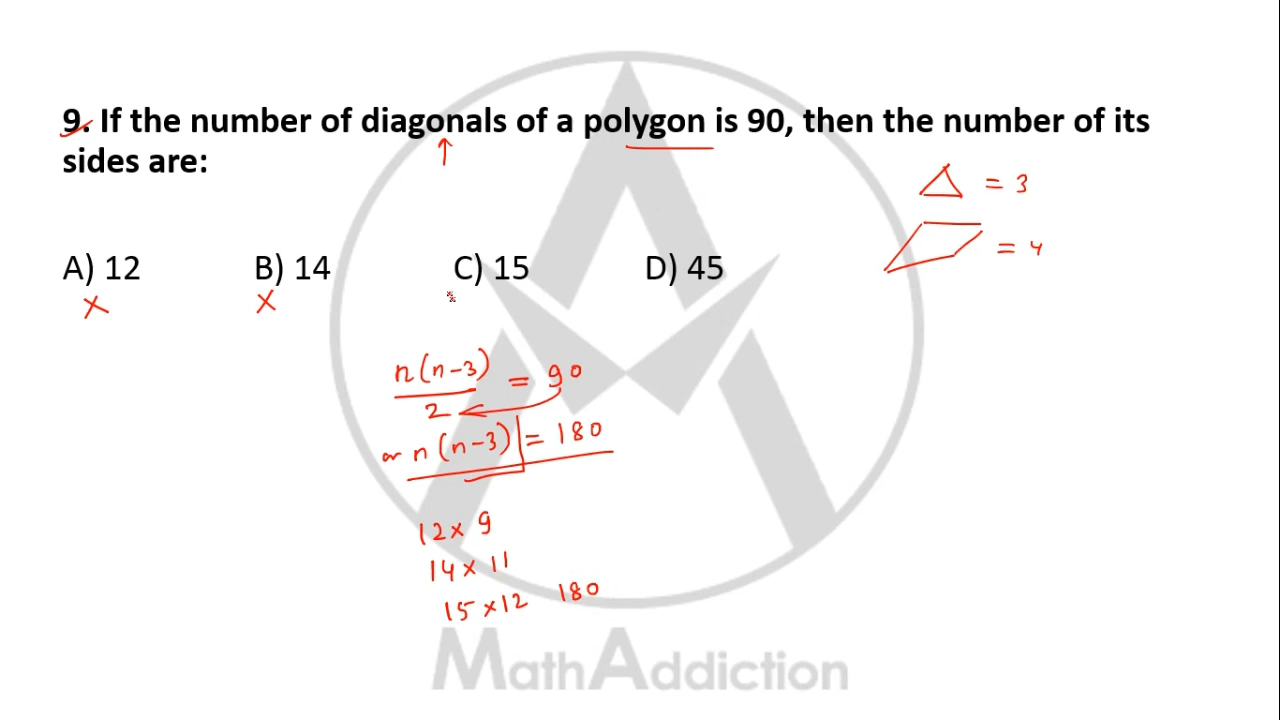 9. If the number of diagonals of a polygon is 90, then the number of its
sides are:
△ = 3
▱ = 4
A) 12 B) 14 C) 15 D) 45
× ×
n(n-3)/2 = 90
or n(n-3) = 180
12 × 9
14 × 11
15 × 12 180
MathAddiction